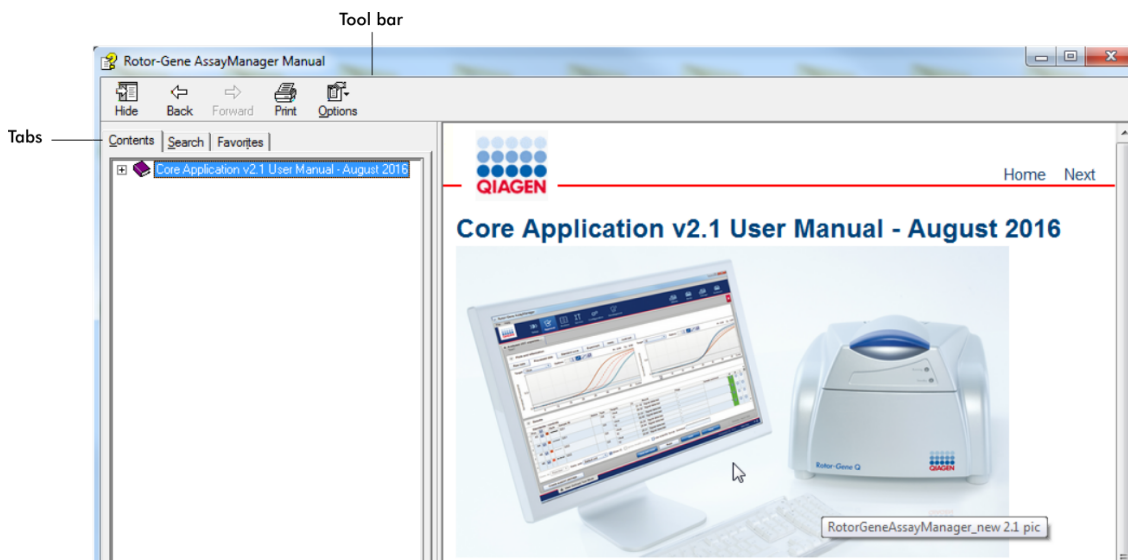 Tool bar
Rotor-Gene AssayManager Manual
Hide Back Forward Print Options
Tabs
Contents Search Favorites
Core Application v2.1 User Manual - August 2016
QIAGEN
Home Next
Core Application v2.1 User Manual - August 2016
Rotor-Gene Q
QIAGEN
RotorGeneAssayManager_new 2.1 pic